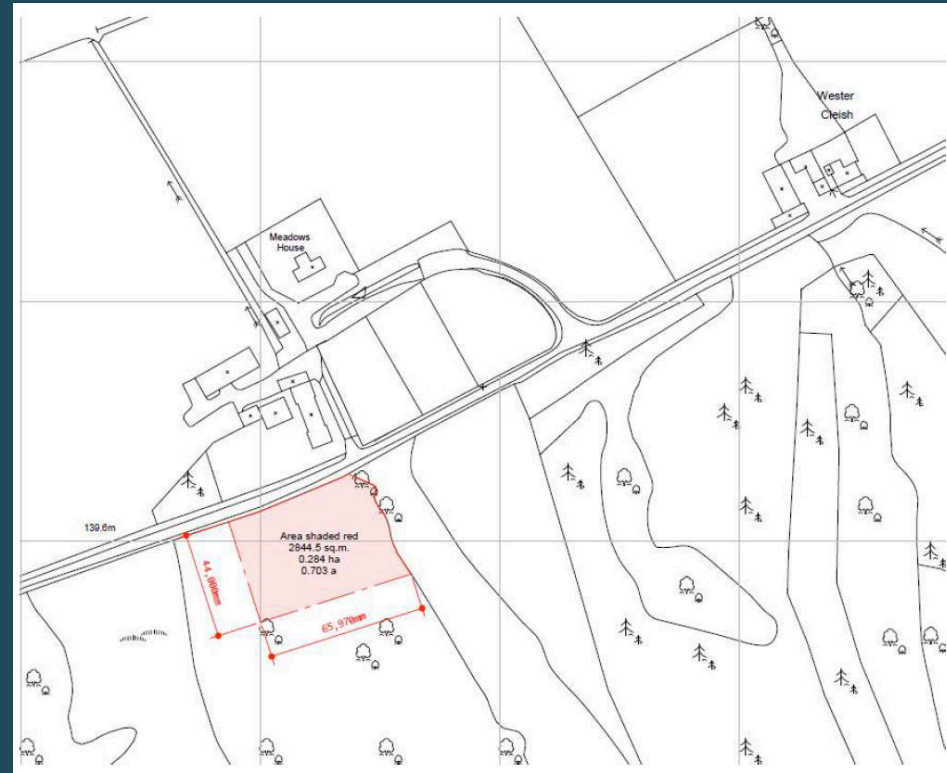 Wester
Cleish
Meadows
House
139.6m
Area shaded red
2844.5 sq.m.
0.284 ha
0.703 a
44,000mm
65,970mm